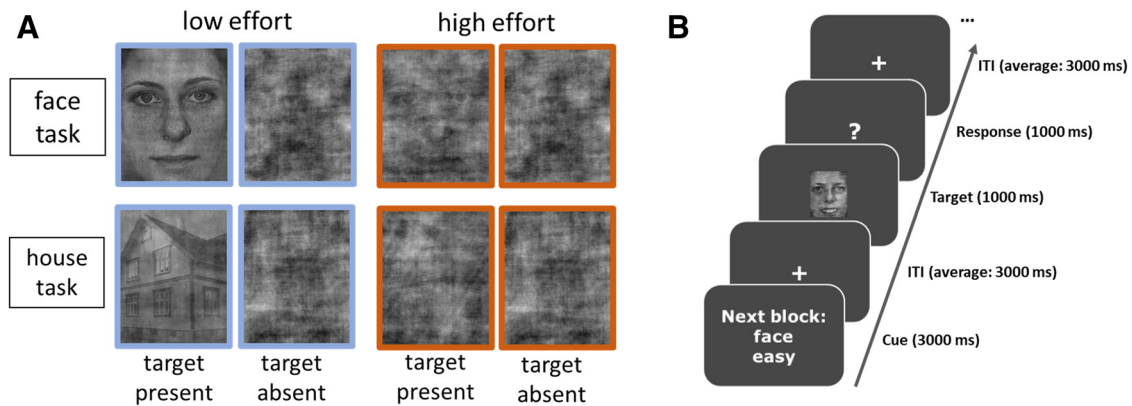 A
low effort
high effort
face
task
house
task
target
present
target
absent
target
present
target
absent
B
...
+
ITI (average: 3000 ms)
?
Response (1000 ms)
Target (1000 ms)
+
ITI (average: 3000 ms)
Next block:
face
easy
Cue (3000 ms)